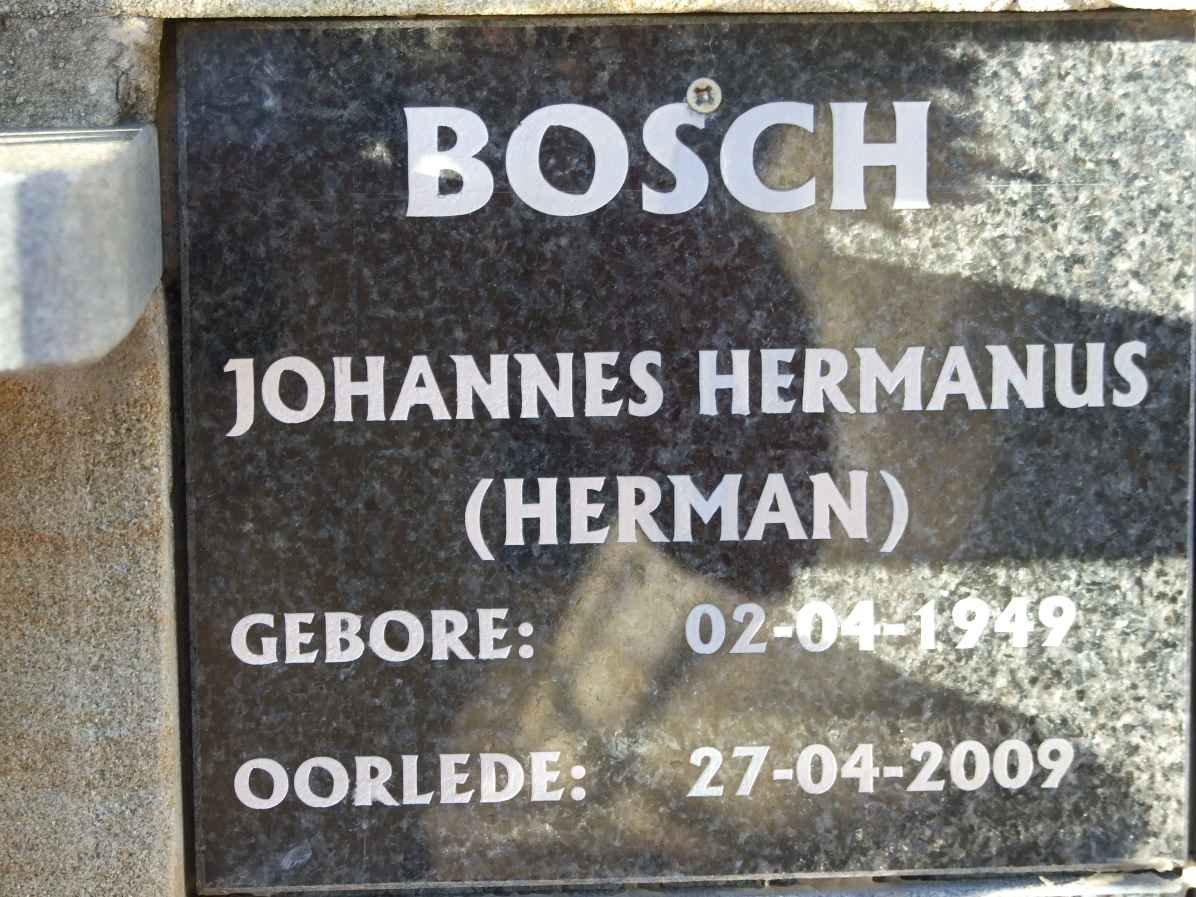 BOSCH
JOHANNES HERMANUS
(HERMAN)
GEBORE: 02-04-1949
OORLEDE: 27-04-2009